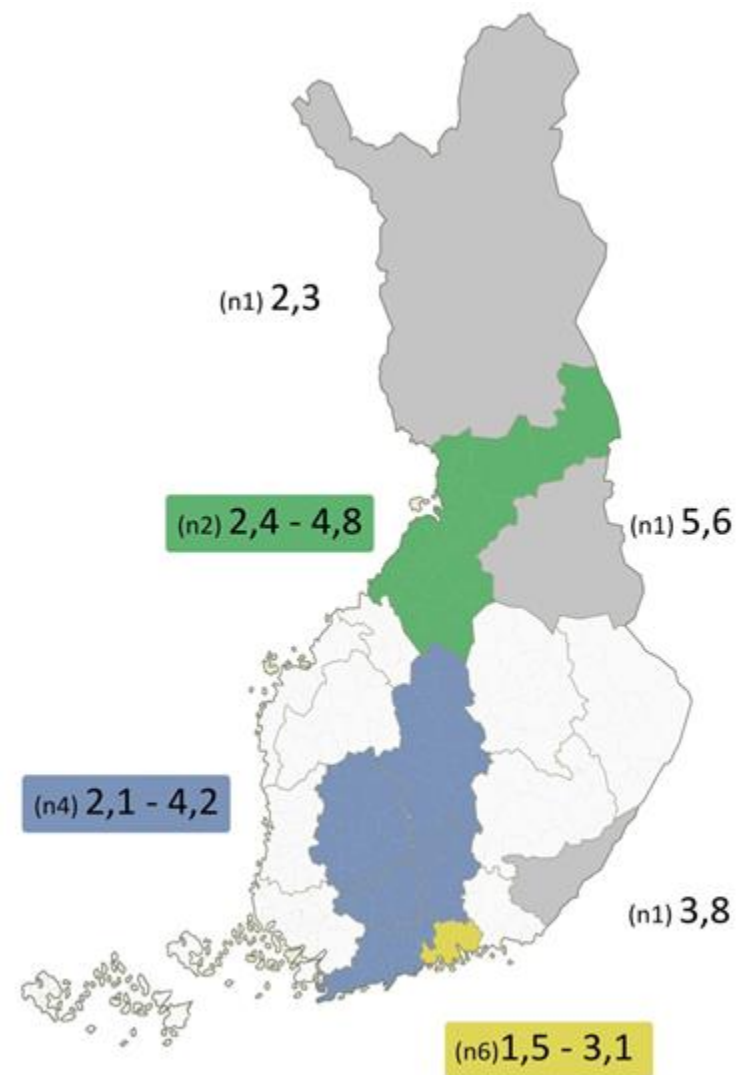 (n1) 2,3
(n2) 2,4 - 4,8
(n1) 5,6
(n4) 2,1 - 4,2
(n1) 3,8
(n6)1,5 - 3,1